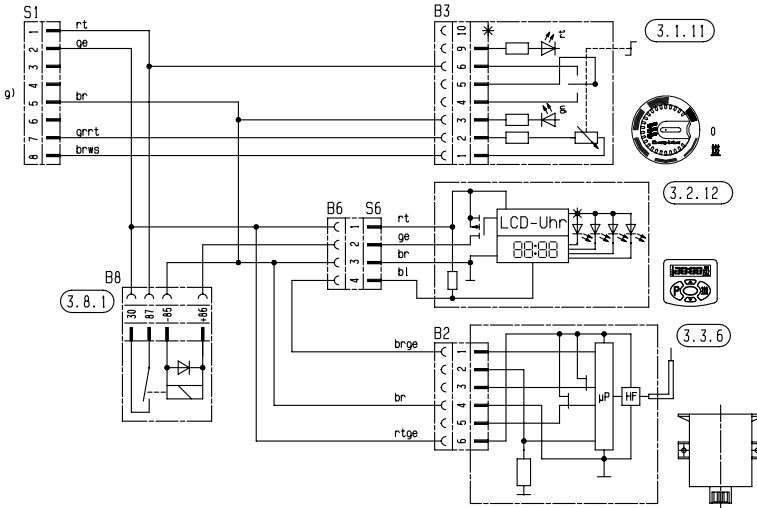 S1
1
2
3
4
5
6
7
8
g)
rt
ge
br
grrt
brws
B3
10
9
6
5
4
3
2
1
3.1.11
0
3.2.12
B6
S6
1
2
3
4
rt
ge
br
bl
LCD-Uhr
88:88
P
B8
3.8.1
30
87
-85
+86
B2
brge
br
rtge
1
2
3
4
5
6
µP
HF
3.3.6